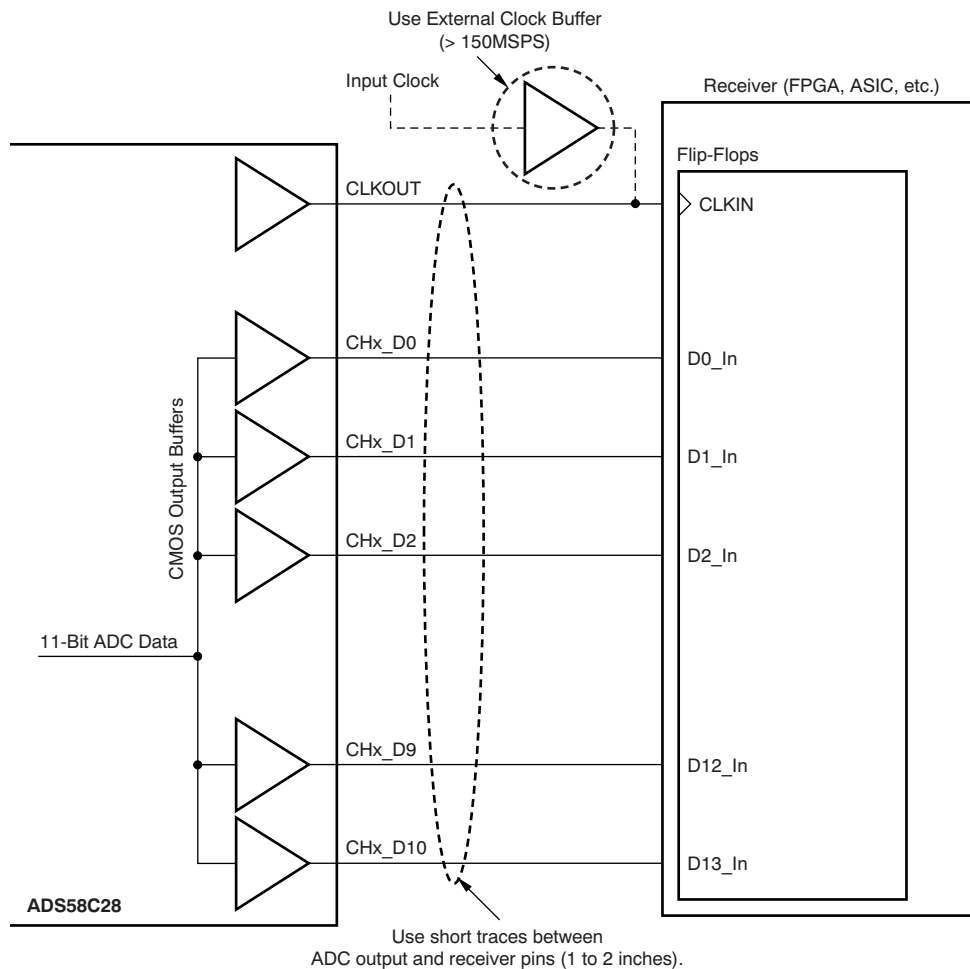 Use External Clock Buffer
(> 150MSPS)
Input Clock
Receiver (FPGA, ASIC, etc.)
Flip-Flops
CLKOUT
CLKIN
CMOS Output Buffers
CHx_D0
D0_In
CHx_D1
D1_In
CHx_D2
D2_In
11-Bit ADC Data
CHx_D9
D12_In
CHx_D10
D13_In
ADS58C28
Use short traces between
ADC output and receiver pins (1 to 2 inches).